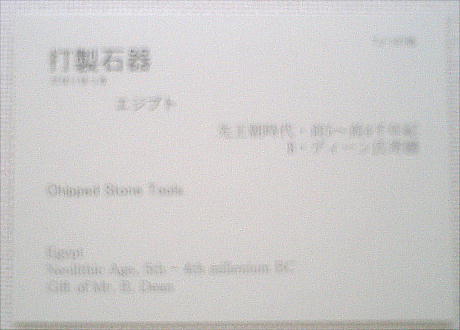 打製石器
エジプト
先王朝時代・前5〜前4千年紀
B・ディーン氏寄贈
Chipped Stone Tools
Egypt
Neolithic Age, 5th - 4th millenium BC
Gift of Mr. B. Dean